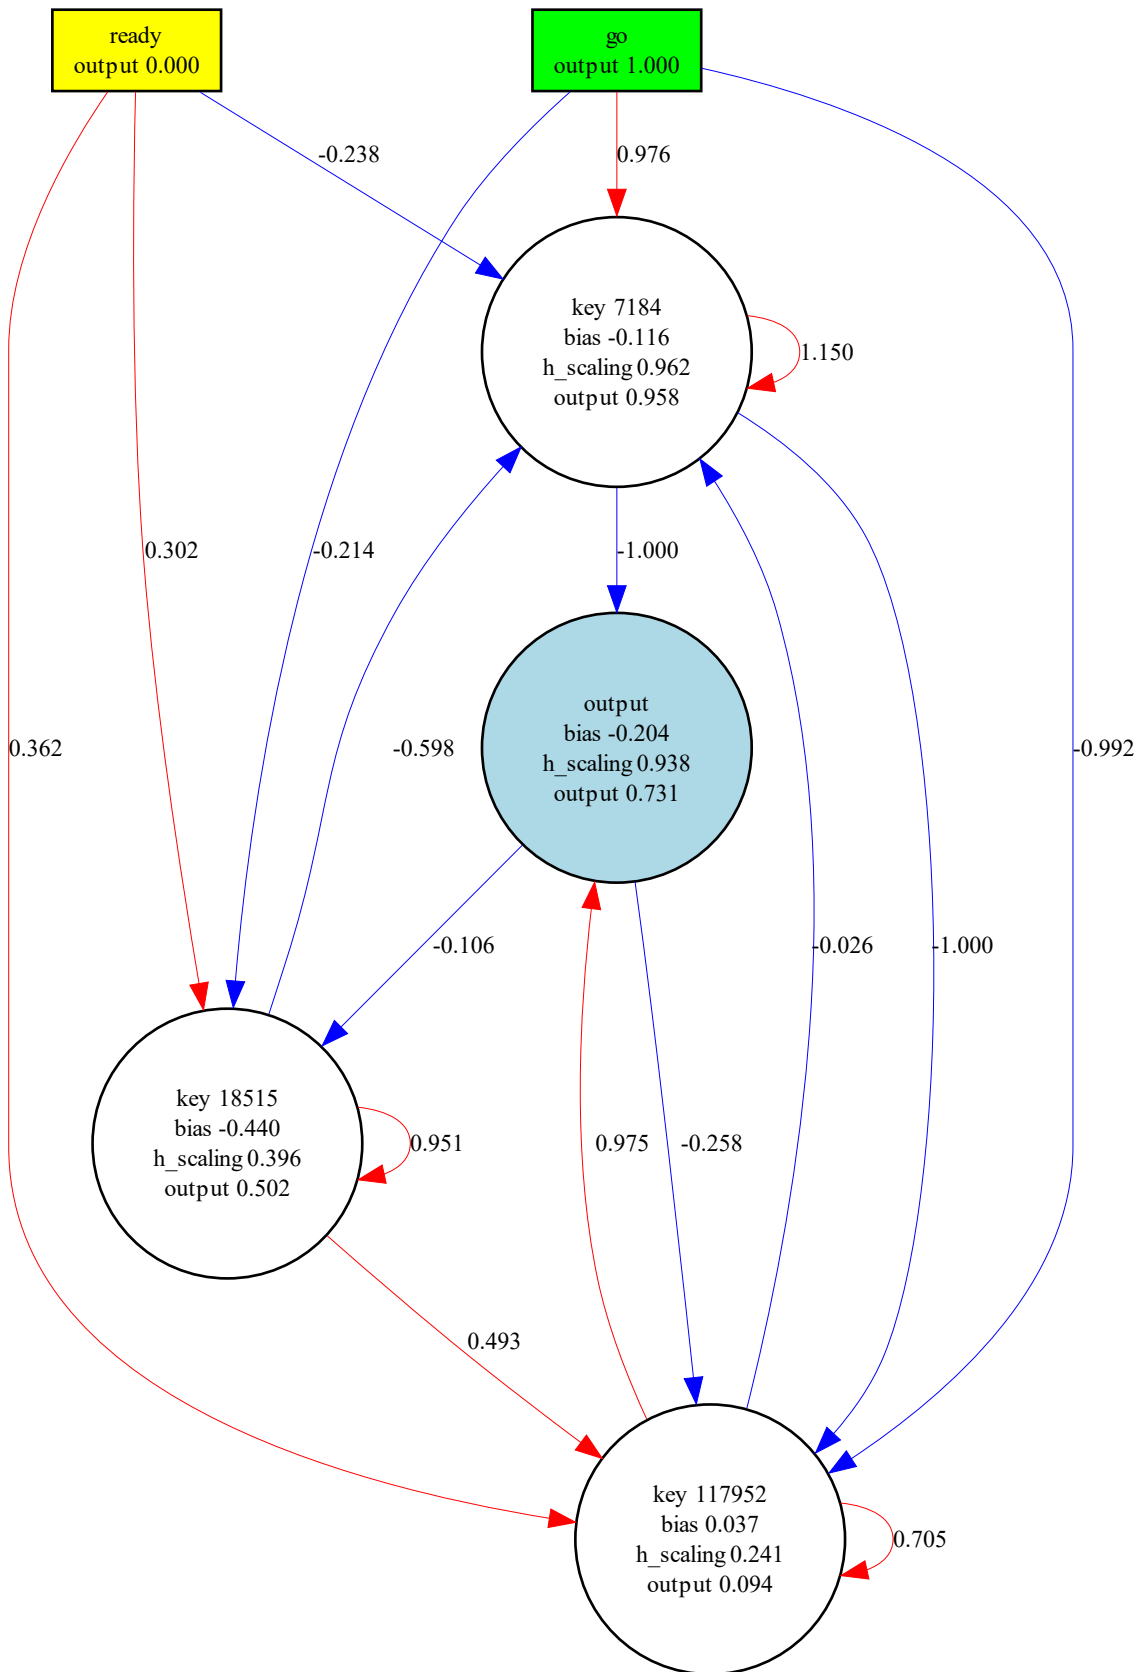 ready
output 0.000
go
output 1.000
-0.238
0.976
key 7184
bias -0.116
h_scaling 0.962
output 0.958
1.150
0.302
-0.214
-1.000
output
bias -0.204
h_scaling 0.938
output 0.731
0.362
-0.598
-0.992
-0.106
-0.026
-1.000
key 18515
bias -0.440
h_scaling 0.396
output 0.502
0.951
0.975
-0.258
0.493
key 117952
bias 0.037
h_scaling 0.241
output 0.094
0.705